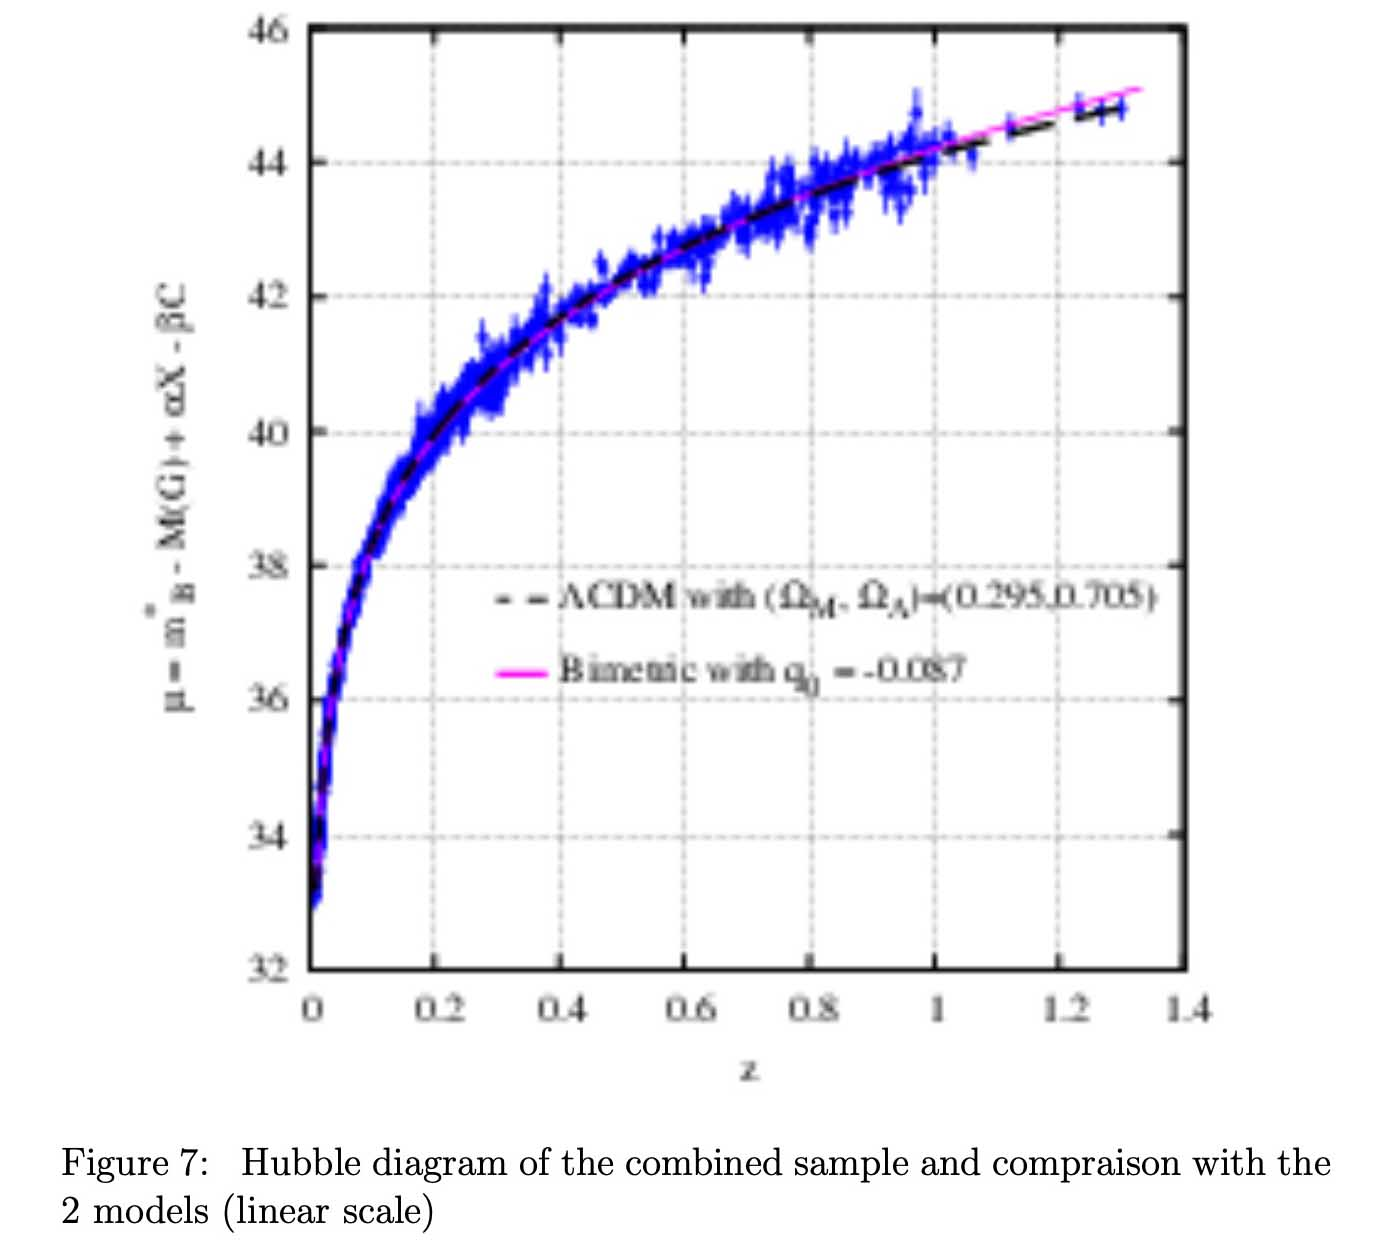 46
44
42
40
38
36
34
32
μ = m*B - M(G) + αX - βC
ΛCDM with (ΩM, ΩΛ)=(0.295,0.705)
Bimetric with q0 = -0.087
0 0.2 0.4 0.6 0.8 1 1.2 1.4
z
Figure 7: Hubble diagram of the combined sample and compraison with the
2 models (linear scale)